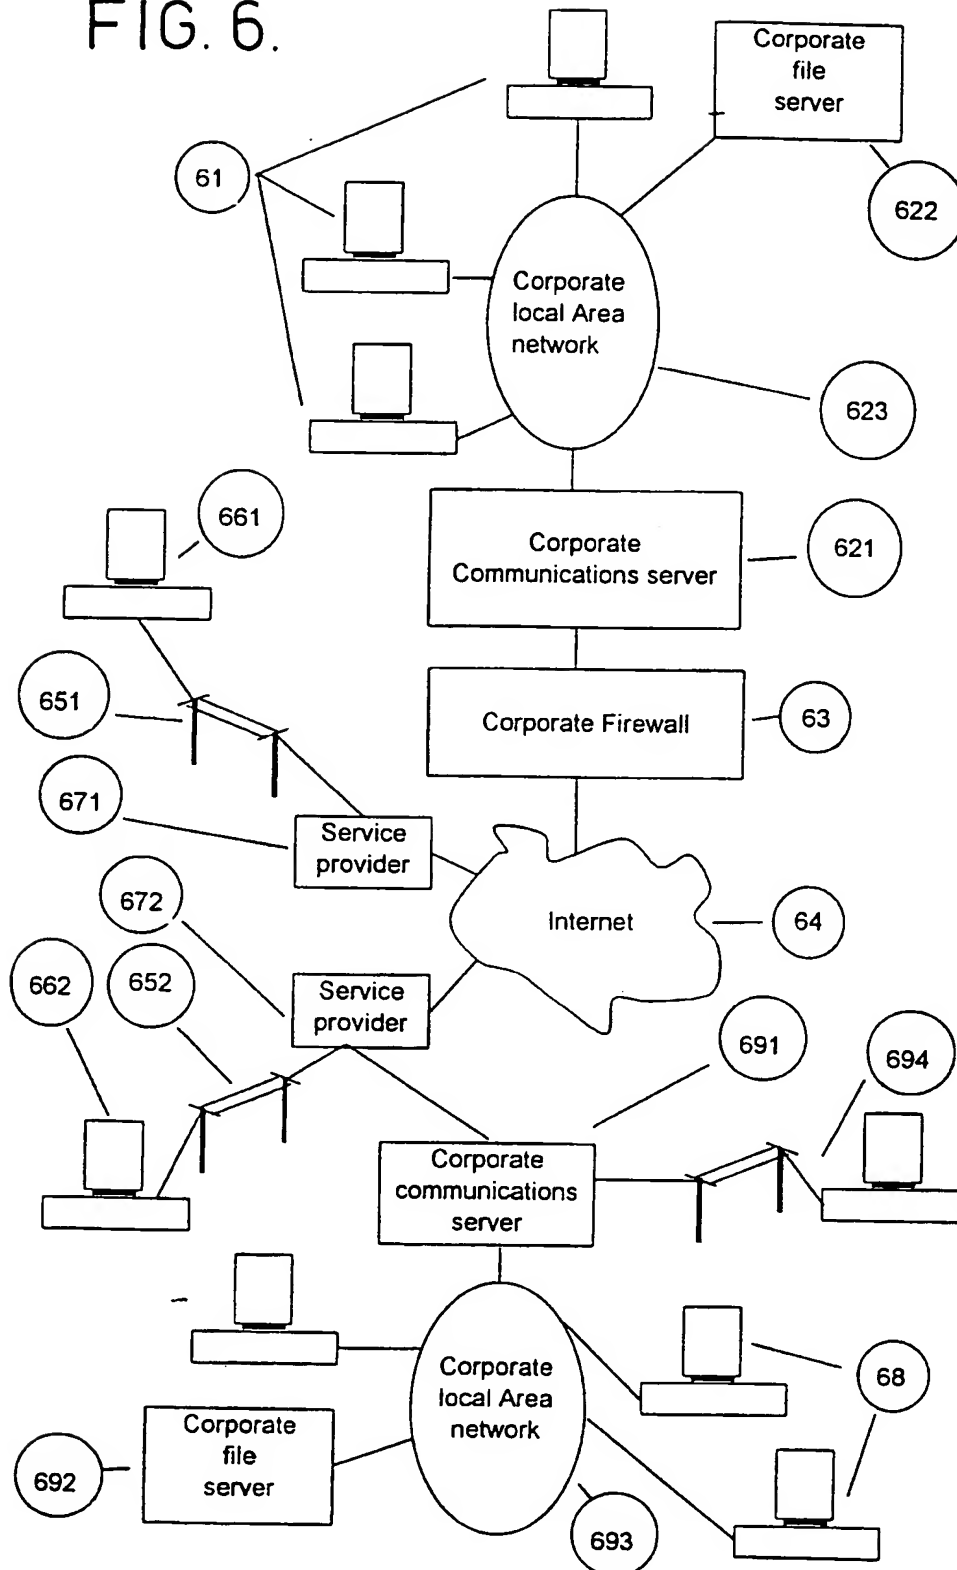 FIG. 6.
Corporate
file
server
61
622
Corporate
local Area
network
623
661
Corporate
Communications server
621
651
Corporate Firewall
63
671
Service
provider
672
Internet
64
662
652
Service
provider
691
694
Corporate
communications
server
Corporate
local Area
network
68
Corporate
file
server
692
693